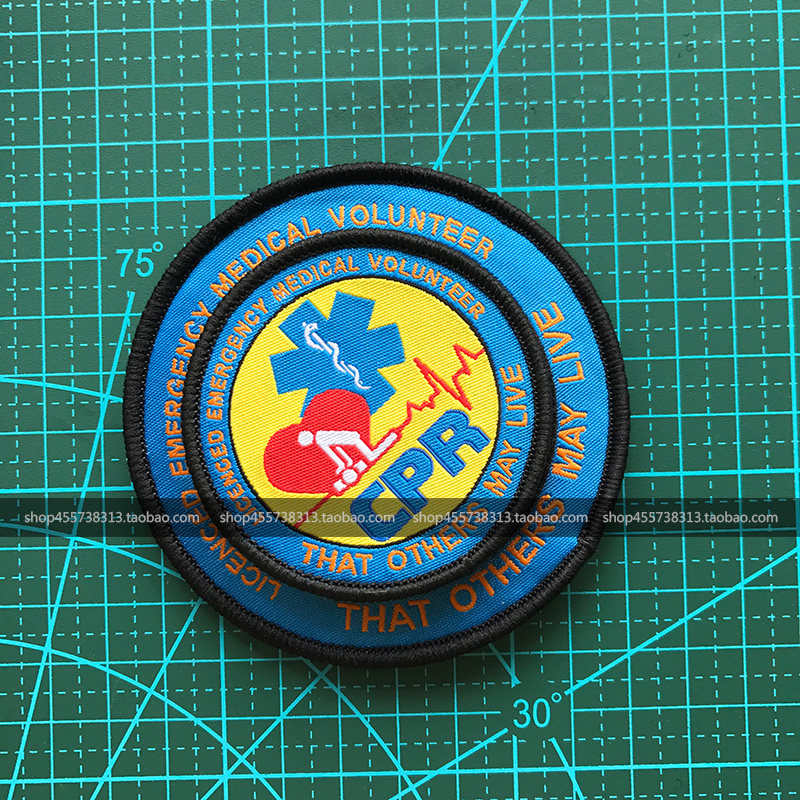 75°
LICENCED EMERGENCY MEDICAL VOLUNTEER
LICENCED EMERGENCY MEDICAL VOLUNTEER
CPR
THAT OTHERS MAY LIVE
THAT OTHERS MAY LIVE
shop455738313.taobao.com shop455738313.taobao.com shop455738313.taobao.com shop455738313.taobao.com
30°